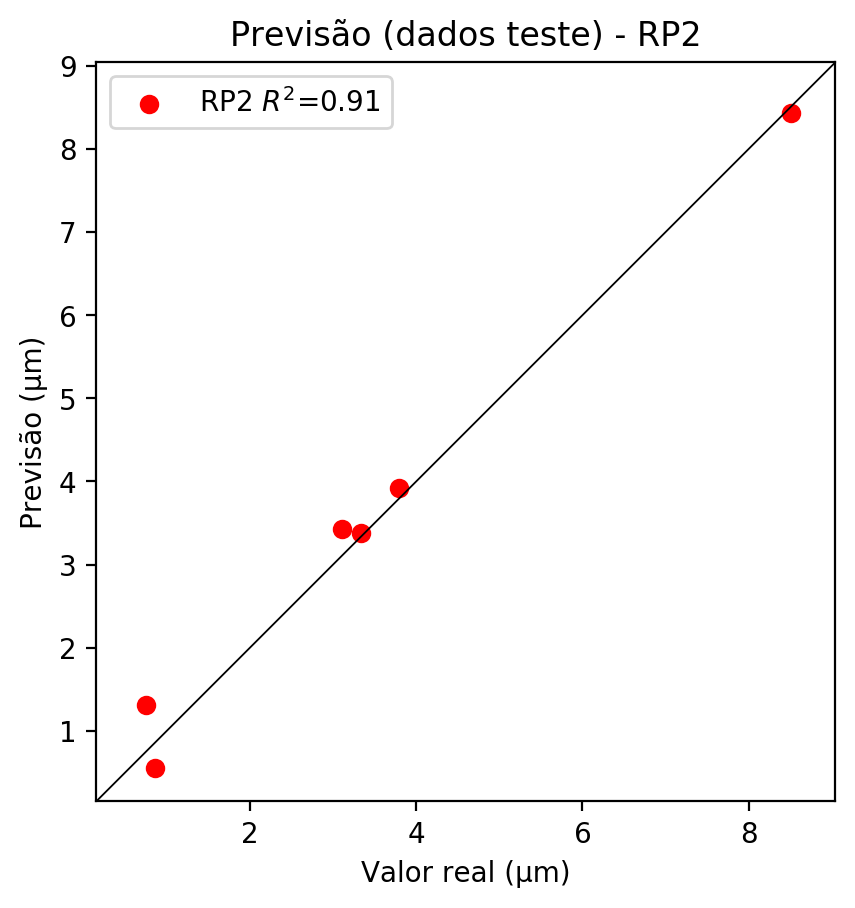 Previsão (dados teste) - RP2
RP2 R²=0.91
Previsão (µm)
9
8
7
6
5
4
3
2
1
2 4 6 8
Valor real (µm)